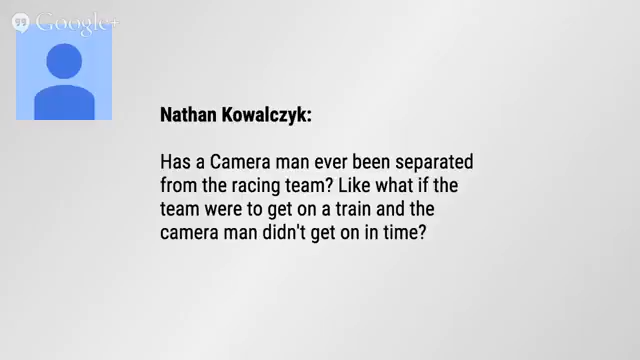 Google+
Nathan Kowalczyk:
Has a Camera man ever been separated
from the racing team? Like what if the
team were to get on a train and the
camera man didn't get on in time?